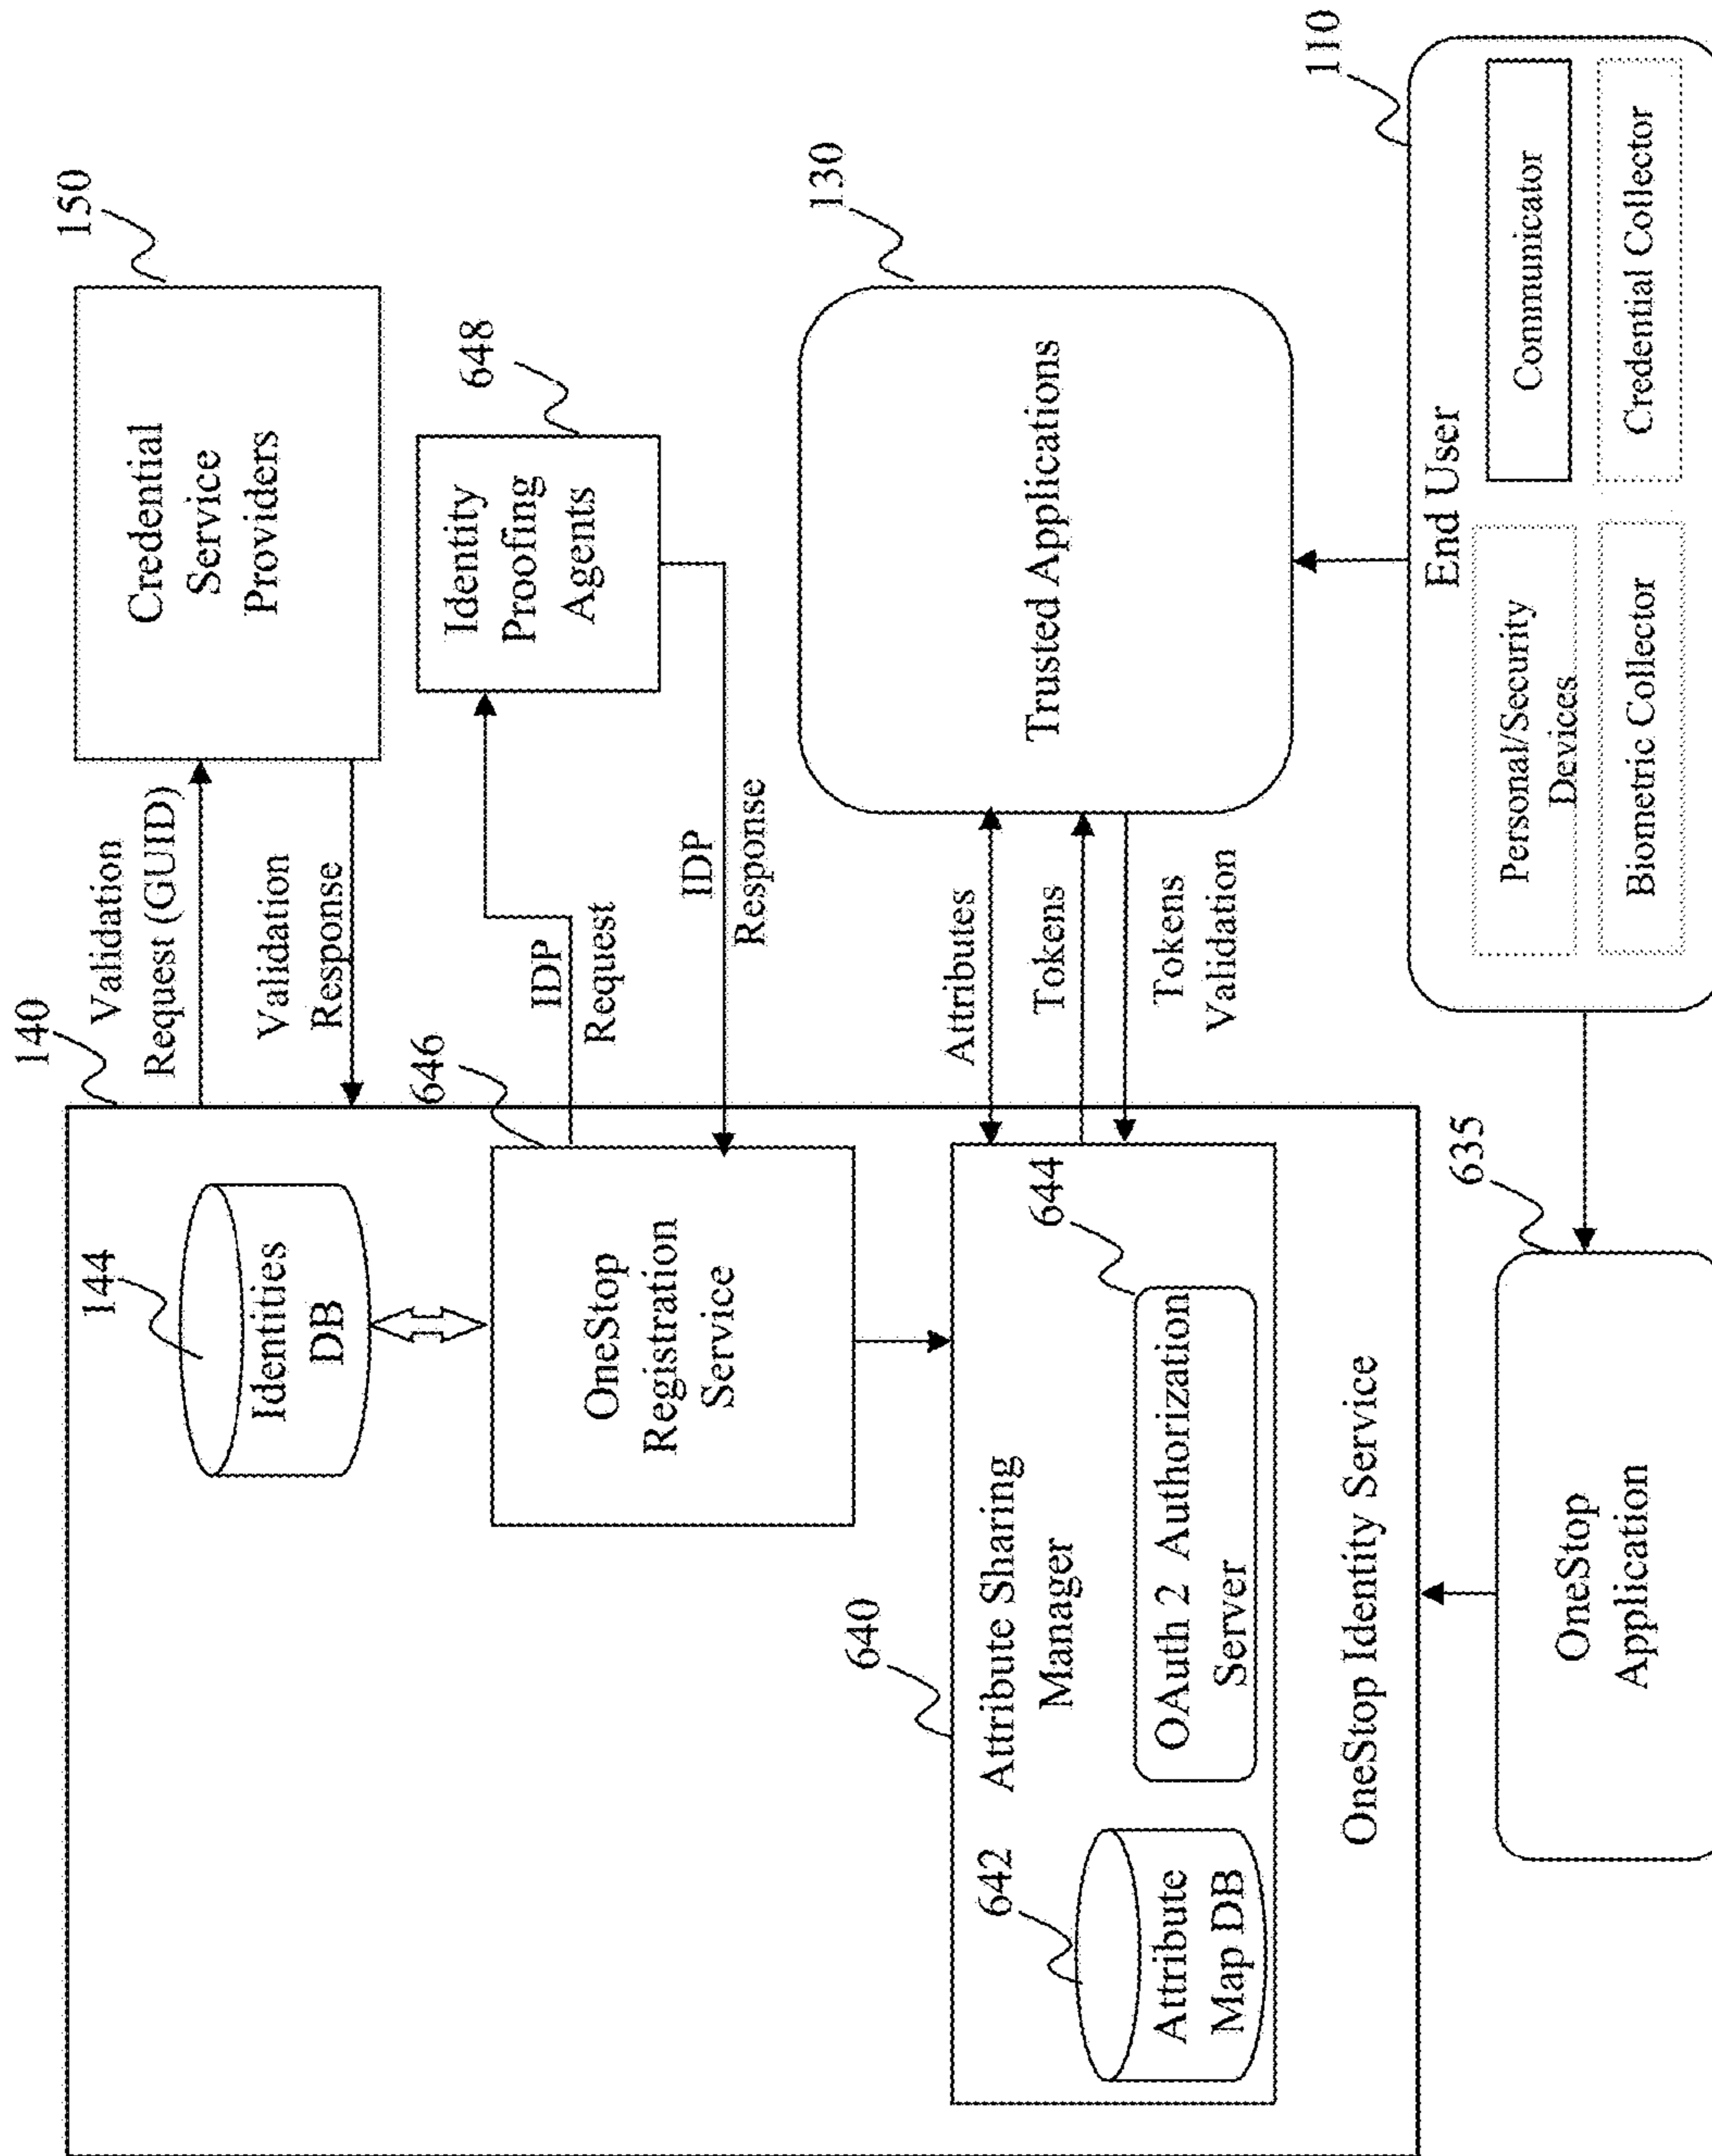 140
144
Identities
DB
Validation
Request (GUID)
Validation
Response
150
Credential
Service
Providers
646
OneStop
Registration
Service
IDP
Request
IDP
Response
648
Identity
Proofing
Agents
640
Attribute Sharing
Manager
642
Attribute
Map DB
644
OAuth 2 Authorization
Server
OneStop Identity Service
Attributes
Tokens
Tokens
Validation
130
Trusted Applications
635
OneStop
Application
110
End User
Personal/Security
Devices
Communicator
Biometric Collector
Credential Collector